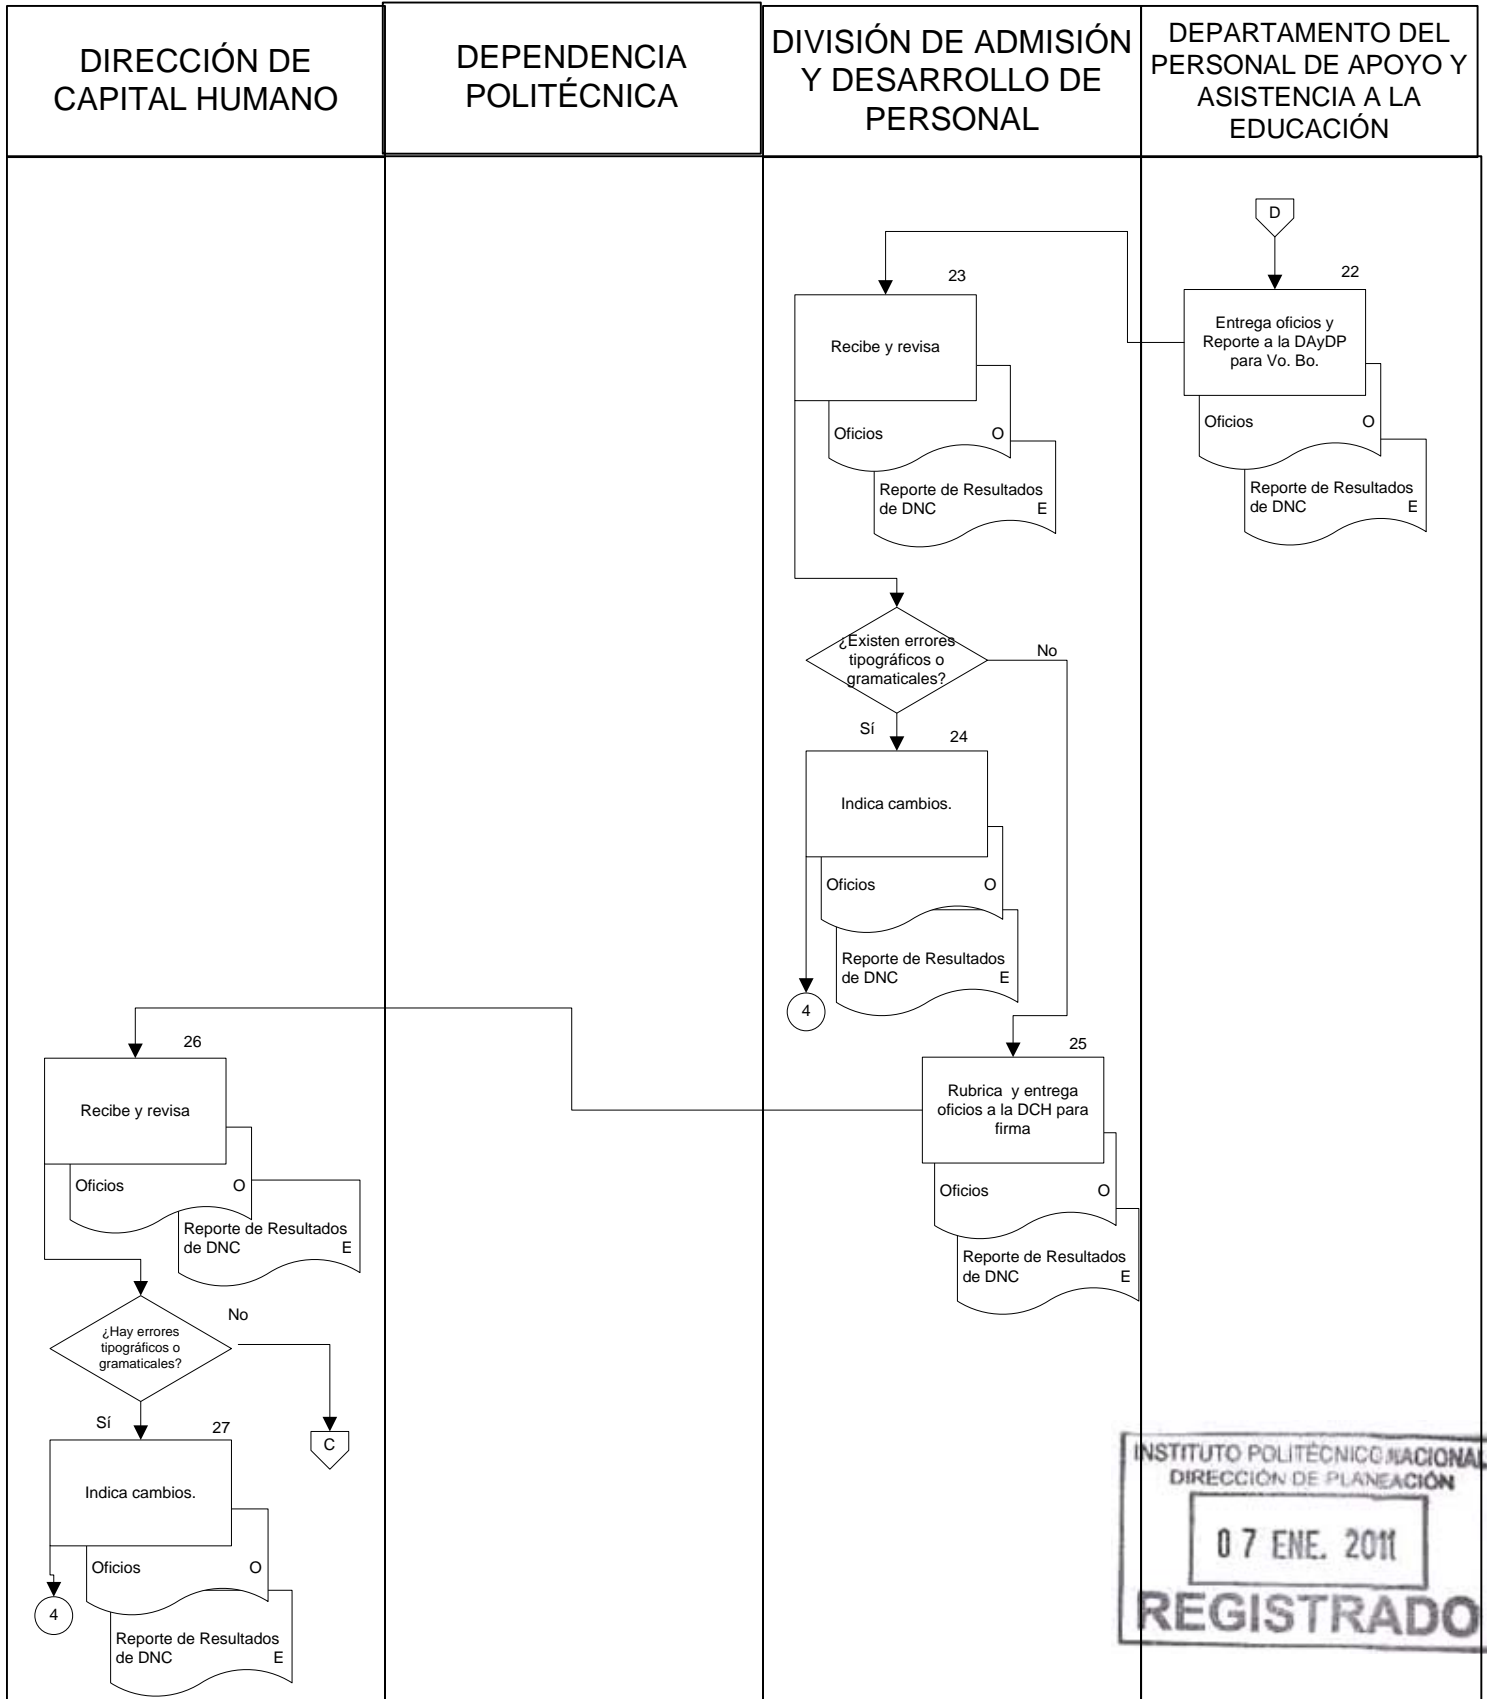 DIRECCIÓN DE
CAPITAL HUMANO
DEPENDENCIA
POLITÉCNICA
DIVISIÓN DE ADMISIÓN
Y DESARROLLO DE
PERSONAL
DEPARTAMENTO DEL
PERSONAL DE APOYO Y
ASISTENCIA A LA
EDUCACIÓN
D
22
Entrega oficios y
Reporte a la DAyDP
para Vo. Bo.
Oficios O
Reporte de Resultados
de DNC E
23
Recibe y revisa
Oficios O
Reporte de Resultados
de DNC E
¿Existen errores
tipográficos o
gramaticales?
No
Sí
24
Indica cambios.
Oficios O
Reporte de Resultados
de DNC E
4
25
Rubrica y entrega
oficios a la DCH para
firma
Oficios O
Reporte de Resultados
de DNC E
26
Recibe y revisa
Oficios O
Reporte de Resultados
de DNC E
¿Hay errores
tipográficos o
gramaticales?
No
C
Sí
27
Indica cambios.
Oficios O
Reporte de Resultados
de DNC E
4
INSTITUTO POLITÉCNICO NACIONAL
DIRECCIÓN DE PLANEACIÓN
07 ENE. 2011
REGISTRADO